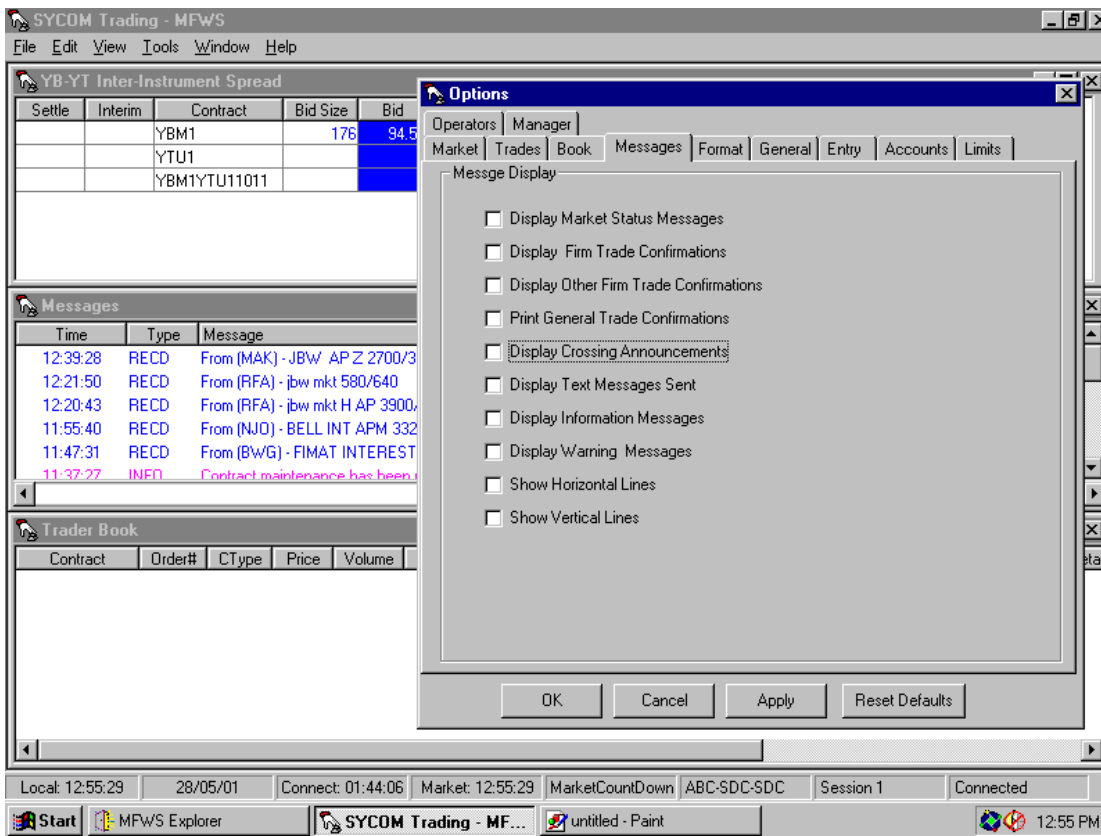 SYCOM Trading - MFWS
File Edit View Tools Window Help
YB-YT Inter-Instrument Spread
Settle Interim Contract Bid Size Bid
YBM1 176 94.5
YTU1
YBM1YTU11011
Messages
Time Type Message
12:39:28 RECD From (MAK) - JBW AP Z 2700/3
12:21:50 RECD From (RFA) - jbw mkt 580/640
12:20:43 RECD From (RFA) - jbw mkt H AP 3900/
11:55:40 RECD From (NJO) - BELL INT APM 332
11:47:31 RECD From (BWG) - FIMAT INTEREST
11:37:27 INFO Contract maintenance has been
Trader Book
Contract Order# CType Price Volume
Options
Operators Manager
Market Trades Book Messages Format General Entry Accounts Limits
Messge Display
Display Market Status Messages
Display Firm Trade Confirmations
Display Other Firm Trade Confirmations
Print General Trade Confirmations
Display Crossing Announcements
Display Text Messages Sent
Display Information Messages
Display Warning Messages
Show Horizontal Lines
Show Vertical Lines
OK Cancel Apply Reset Defaults
Local: 12:55:29 28/05/01 Connect: 01:44:06 Market: 12:55:29 MarketCountDown ABC-SDC-SDC Session 1 Connected
Start MFWS Explorer SYCOM Trading - MF... untitled - Paint 12:55 PM